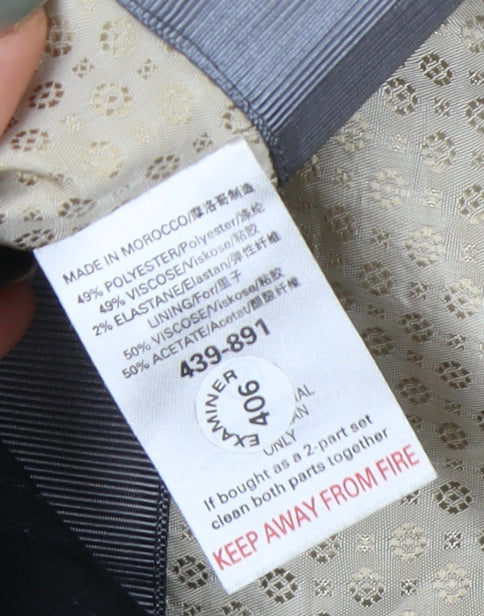 MADE IN MOROCCO/摩洛哥制造
49% POLYESTER/Polyester/涤纶
49% VISCOSE/Viskose/粘胶
2% ELASTANE/Elastan/弹性纤维
LINING/For/里子
50% VISCOSE/Viskose/粘胶
50% ACETATE/Acetat/醋酸纤维
439-891
EXAMINER
406
ONLY
If bought as a 2-part set
clean both parts together
KEEP AWAY FROM FIRE